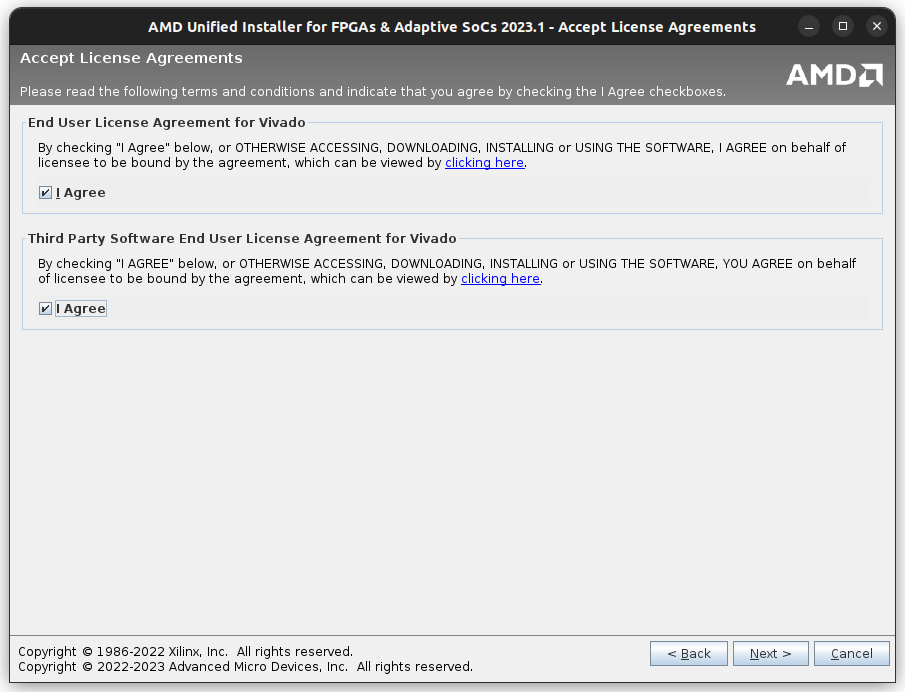 AMD Unified Installer for FPGAs & Adaptive SoCs 2023.1 - Accept License Agreements
Accept License Agreements
AMD
Please read the following terms and conditions and indicate that you agree by checking the I Agree checkboxes.
End User License Agreement for Vivado
By checking "I Agree" below, or OTHERWISE ACCESSING, DOWNLOADING, INSTALLING or USING THE SOFTWARE, I AGREE on behalf of
licensee to be bound by the agreement, which can be viewed by clicking here.
I Agree
Third Party Software End User License Agreement for Vivado
By checking "I AGREE" below, or OTHERWISE ACCESSING, DOWNLOADING, INSTALLING or USING THE SOFTWARE, YOU AGREE on behalf
of licensee to be bound by the agreement, which can be viewed by clicking here.
I Agree
Copyright © 1986-2022 Xilinx, Inc.  All rights reserved.
Copyright © 2022-2023 Advanced Micro Devices, Inc.  All rights reserved.
< Back
Next >
Cancel